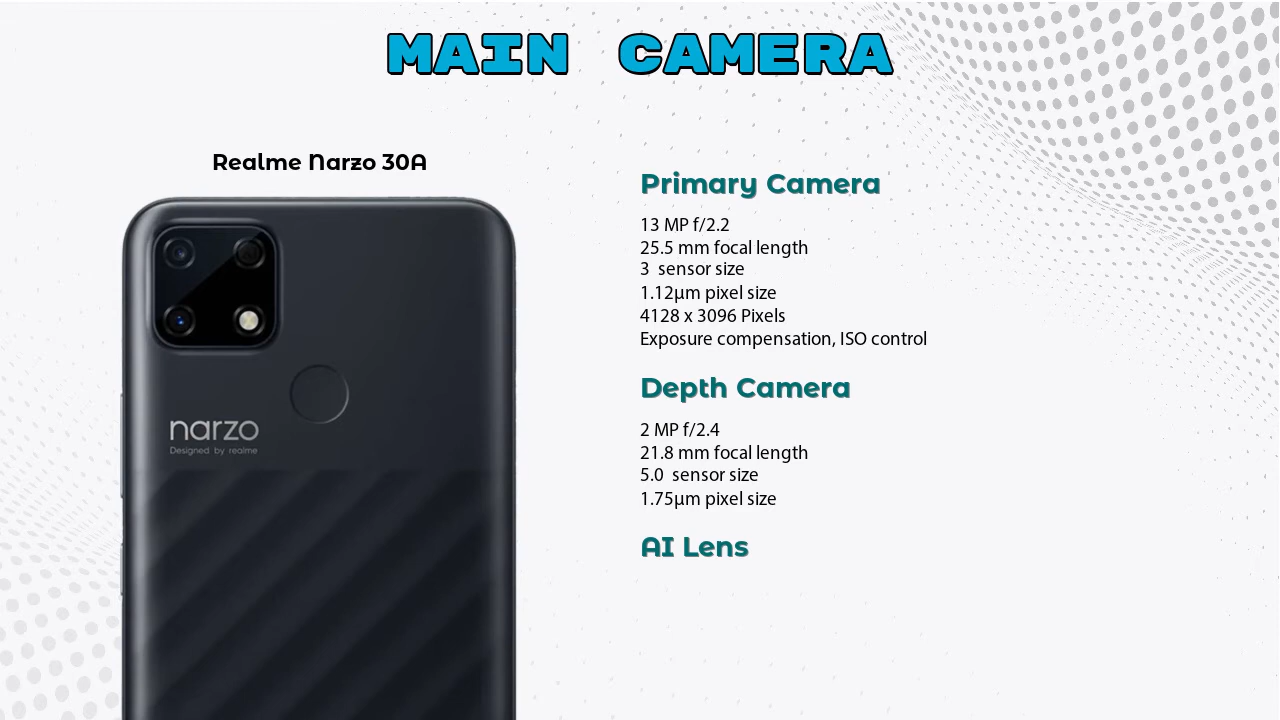 MAIN CAMERA
Realme Narzo 30A
narzo
Designed by realme
Primary Camera
13 MP f/2.2
25.5 mm focal length
3  sensor size
1.12µm pixel size
4128 x 3096 Pixels
Exposure compensation, ISO control
Depth Camera
2 MP f/2.4
21.8 mm focal length
5.0  sensor size
1.75µm pixel size
AI Lens